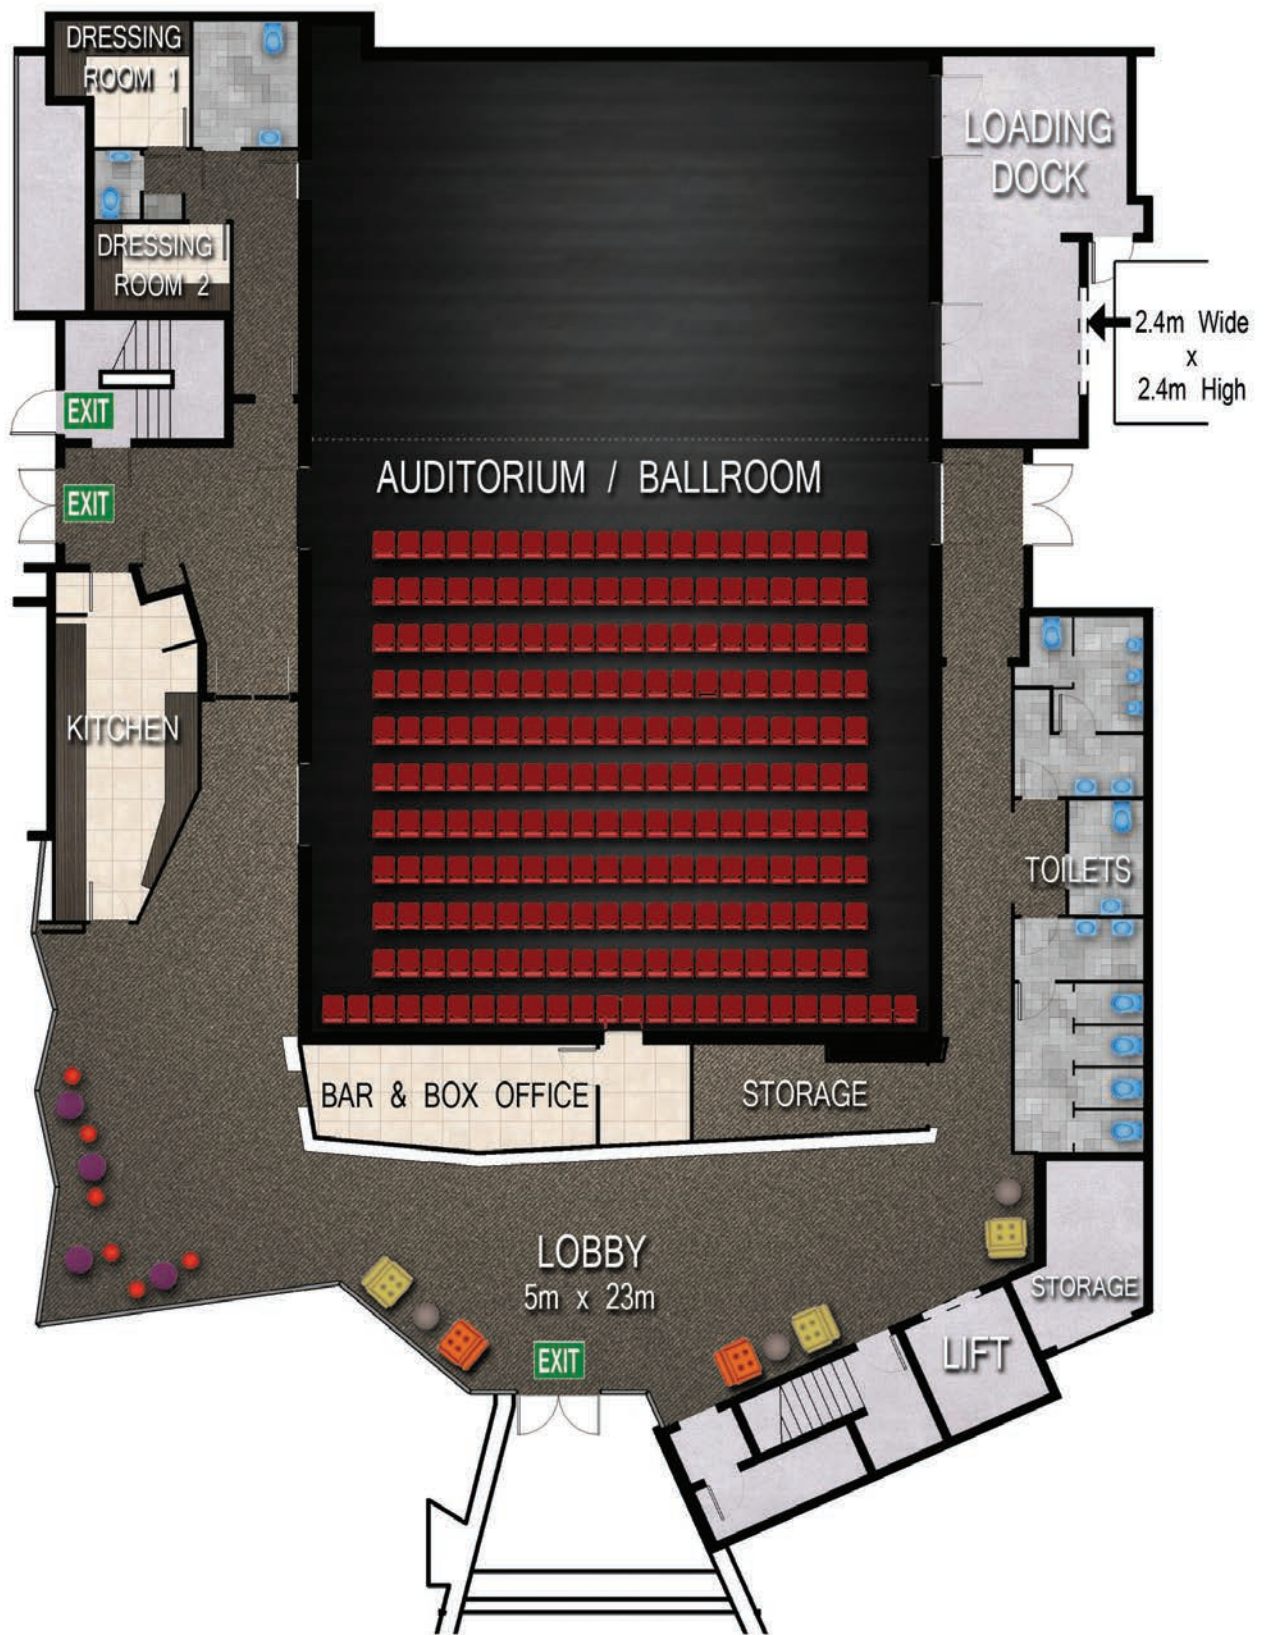 DRESSING
ROOM 1
LOADING
DOCK
DRESSING
ROOM 2
2.4m Wide
x
2.4m High
EXIT
AUDITORIUM / BALLROOM
EXIT
KITCHEN
TOILETS
BAR & BOX OFFICE
STORAGE
LOBBY
5m x 23m
STORAGE
EXIT
LIFT